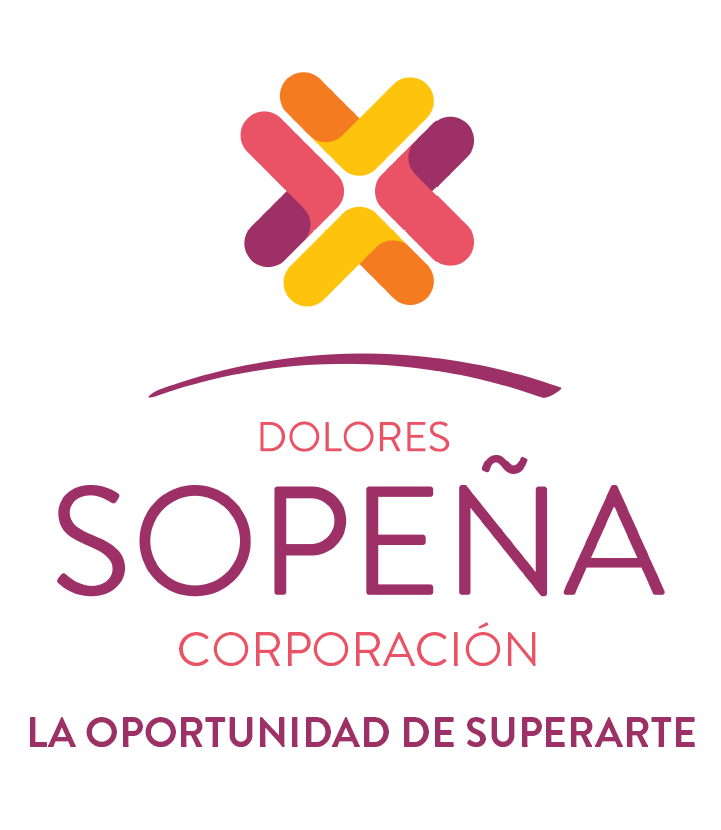 DOLORES
SOPEÑA
CORPORACIÓN
LA OPORTUNIDAD DE SUPERARTE